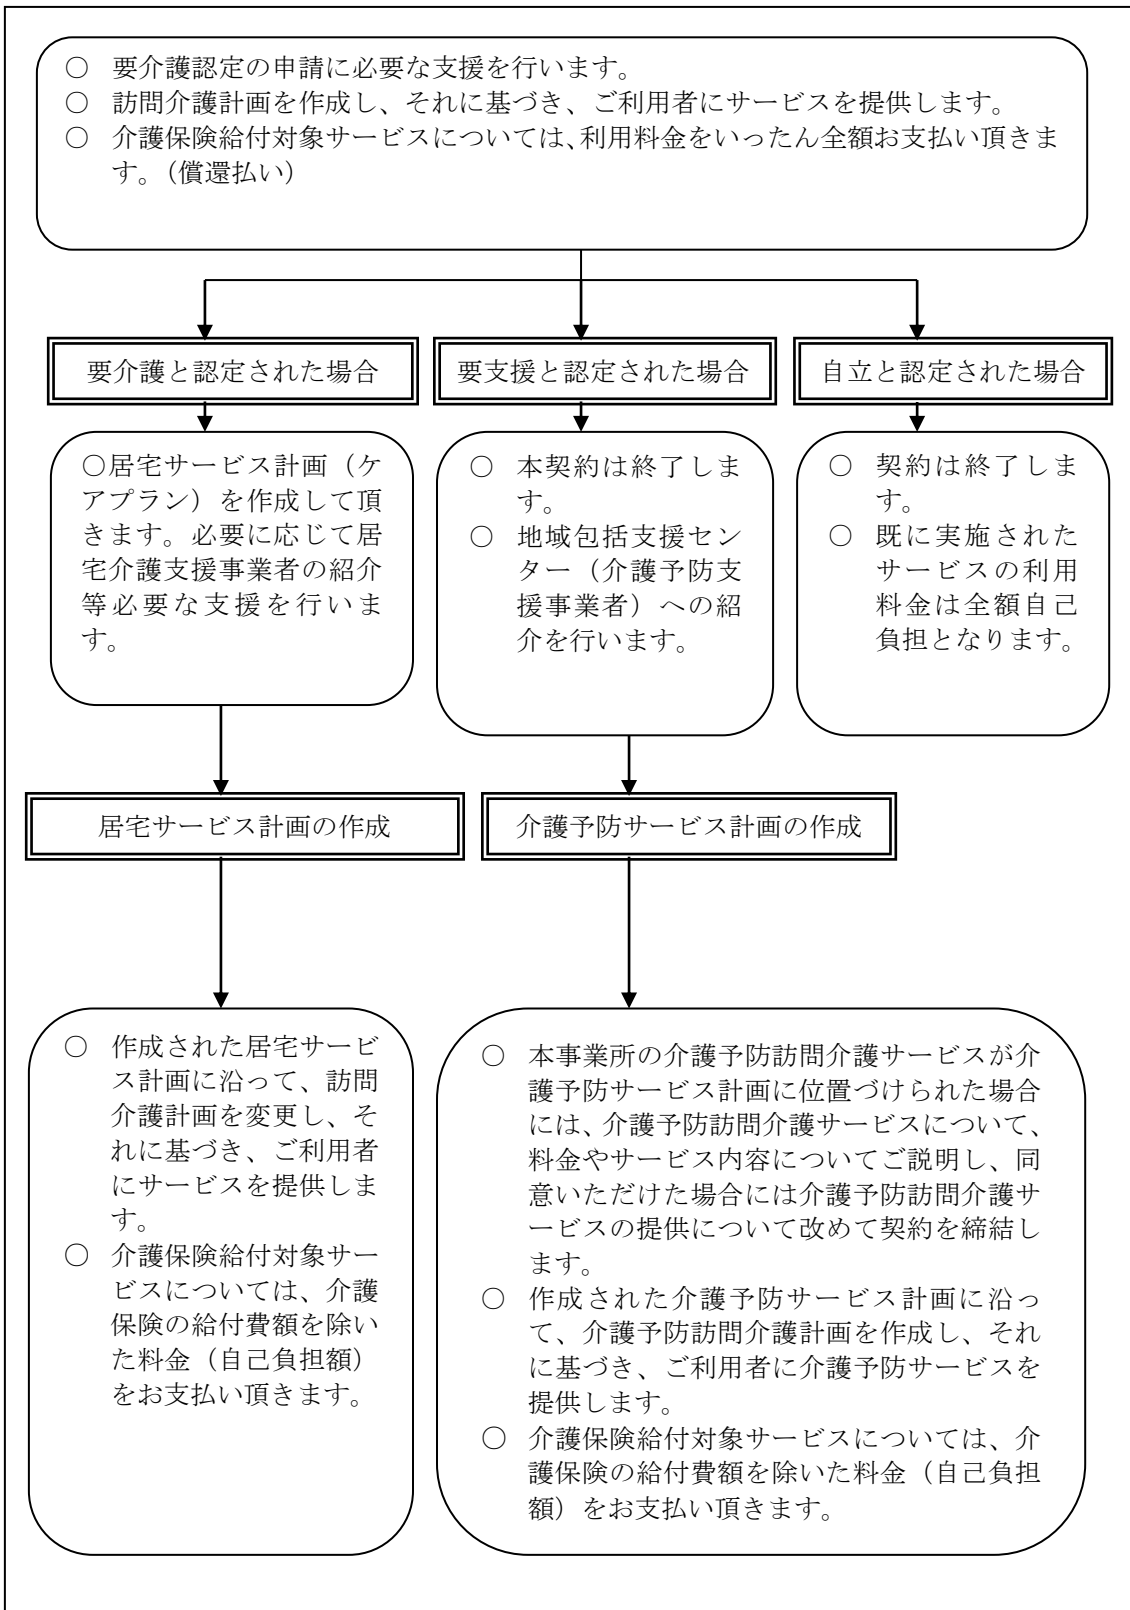 ○ 要介護認定の申請に必要な支援を行います。
○ 訪問介護計画を作成し、それに基づき、ご利用者にサービスを提供します。
○ 介護保険給付対象サービスについては、利用料金をいったん全額お支払い頂きま
す。（償還払い）
要介護と認定された場合
要支援と認定された場合
自立と認定された場合
○居宅サービス計画（ケ
アプラン）を作成して頂
きます。必要に応じて居
宅介護支援事業者の紹介
等必要な支援を行いま
す。
○ 本契約は終了しま
す。
○ 地域包括支援セン
ター（介護予防支
援事業者）への紹
介を行います。
○ 契約は終了しま
す。
○ 既に実施された
サービスの利用
料金は全額自己
負担となります。
居宅サービス計画の作成
介護予防サービス計画の作成
○ 作成された居宅サービ
ス計画に沿って、訪問
介護計画を変更し、そ
れに基づき、ご利用者
にサービスを提供しま
す。
○ 介護保険給付対象サー
ビスについては、介護
保険の給付費額を除い
た料金（自己負担額）
をお支払い頂きます。
○ 本事業所の介護予防訪問介護サービスが介
護予防サービス計画に位置づけられた場合
には、介護予防訪問介護サービスについて、
料金やサービス内容についてご説明し、同
意いただけた場合には介護予防訪問介護サ
ービスの提供について改めて契約を締結し
ます。
○ 作成された介護予防サービス計画に沿っ
て、介護予防訪問介護計画を作成し、それ
に基づき、ご利用者に介護予防サービスを
提供します。
○ 介護保険給付対象サービスについては、介
護保険の給付費額を除いた料金（自己負担
額）をお支払い頂きます。